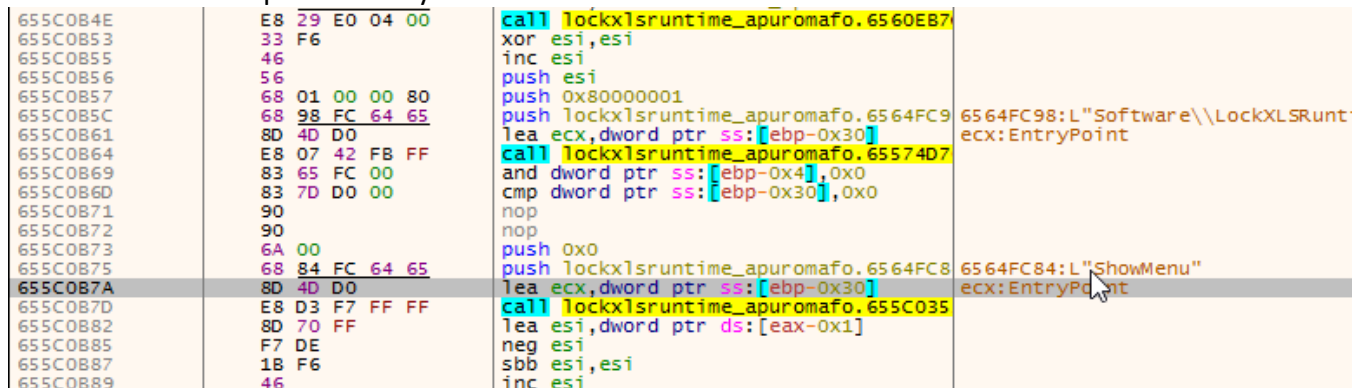 655C0B4E E8 29 E0 04 00 call lockxlsruntime_apuromafo.6560EB7
655C0B53 33 F6 xor esi,esi
655C0B55 46 inc esi
655C0B56 56 push esi
655C0B57 68 01 00 00 80 push 0x80000001
655C0B5C 68 98 FC 64 65 push lockxlsruntime_apuromafo.6564FC9 6564FC98:L"Software\\LockXLSRunt
655C0B61 8D 4D D0 lea ecx,dword ptr ss:[ebp-0x30] ecx:EntryPoint
655C0B64 E8 07 42 FB FF call lockxlsruntime_apuromafo.65574D7
655C0B69 83 65 FC 00 and dword ptr ss:[ebp-0x4],0x0
655C0B6D 83 7D D0 00 cmp dword ptr ss:[ebp-0x30],0x0
655C0B71 90 nop
655C0B72 90 nop
655C0B73 6A 00 push 0x0
655C0B75 68 84 FC 64 65 push lockxlsruntime_apuromafo.6564FC8 6564FC84:L"ShowMenu"
655C0B7A 8D 4D D0 lea ecx,dword ptr ss:[ebp-0x30] ecx:EntryPoint
655C0B7D E8 D3 F7 FF FF call lockxlsruntime_apuromafo.655C035
655C0B82 8D 70 FF lea esi,dword ptr ds:[eax-0x1]
655C0B85 F7 DE neg esi
655C0B87 1B F6 sbb esi,esi
655C0B89 46 inc esi